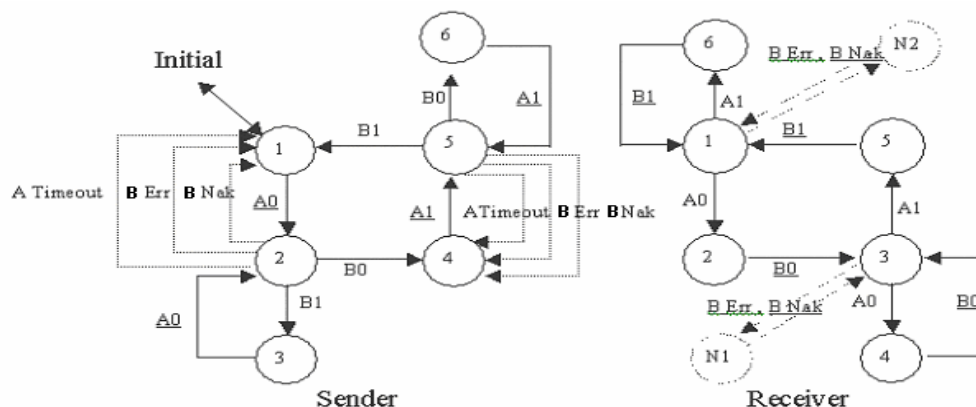 Initial
6
B0
A1
B1
1
5
A Timeout
B Err
B Nak
A0
A1
ATimeout B Err BNak
2
B0
4
B1
A0
3
Sender
6
N2
B Err , B Nak
B1
A1
1
B1
5
A0
A1
2
B0
3
B Err , B Nak
A0
B0
N1
4
Receiver